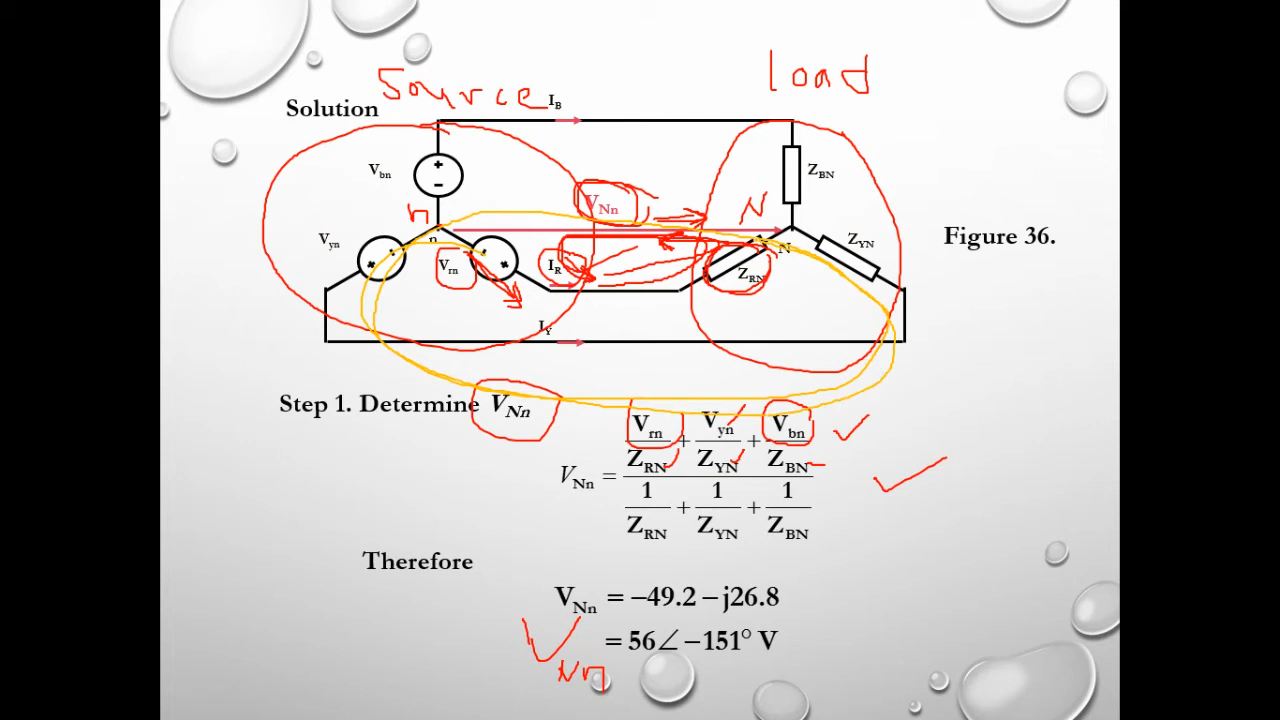 Source
load
Solution
I_B
V_bn
Z_BN
V_Nn
N
n
n
V_yn
V_rn
I_R
N
Z_YN
Z_RN
Figure 36.
I_Y
Step 1. Determine V_Nn
V_Nn = (V_rn/Z_RN + V_yn/Z_YN + V_bn/Z_BN) / (1/Z_RN + 1/Z_YN + 1/Z_BN)
Therefore
V_Nn = −49.2 − j26.8
= 56∠−151° V
Nn